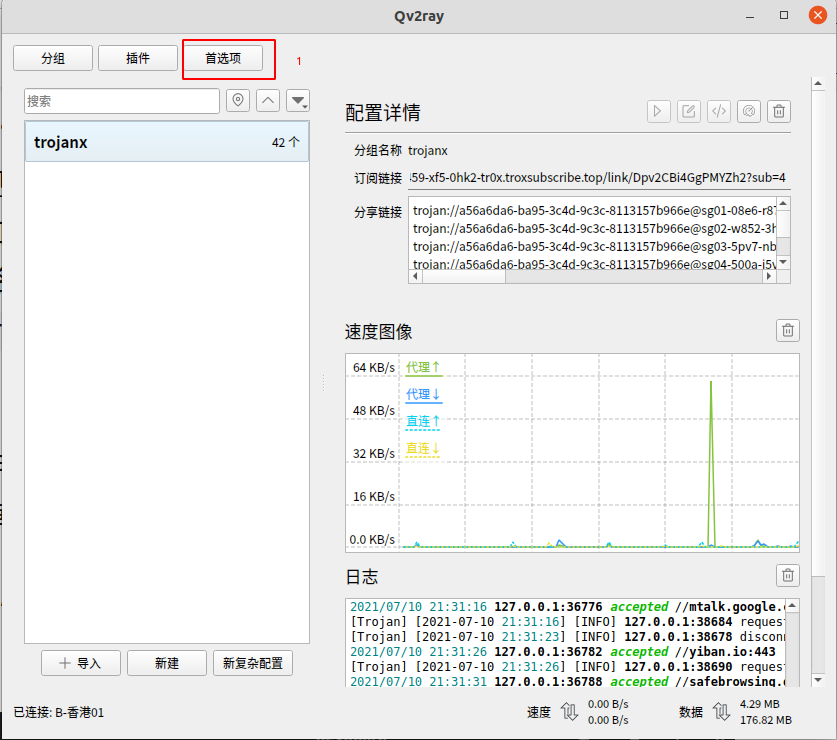 Qv2ray
分组 插件 首选项 1
搜索
trojanx 42 个
配置详情
分组名称 trojanx
订阅链接 459-xf5-0hk2-tr0x.troxsubscribe.top/link/Dpv2CBi4GgPMYZh2?sub=4
分享链接
trojan://a56a6da6-ba95-3c4d-9c3c-8113157b966e@sg01-08e6-r87
trojan://a56a6da6-ba95-3c4d-9c3c-8113157b966e@sg02-w852-3h
trojan://a56a6da6-ba95-3c4d-9c3c-8113157b966e@sg03-5pv7-nb
trojan://a56a6da6-ba95-3c4d-9c3c-8113157b966e@sg04-500a-j5v
速度图像
64 KB/s 代理↑
代理↓
48 KB/s
直连↑
32 KB/s 直连↓
16 KB/s
0.0 KB/s
日志
2021/07/10 21:31:16 127.0.0.1:36776 accepted //mtalk.google.
[Trojan] [2021-07-10 21:31:16] [INFO] 127.0.0.1:38684 reques
[Trojan] [2021-07-10 21:31:23] [INFO] 127.0.0.1:38678 disconn
2021/07/10 21:31:26 127.0.0.1:36782 accepted //yiban.io:443
[Trojan] [2021-07-10 21:31:26] [INFO] 127.0.0.1:38690 reques
2021/07/10 21:31:31 127.0.0.1:36788 accepted //safebrowsing.
导入 新建 新复杂配置
已连接: B-香港01
速度 0.00 B/s
0.00 B/s
数据 4.29 MB
176.82 MB